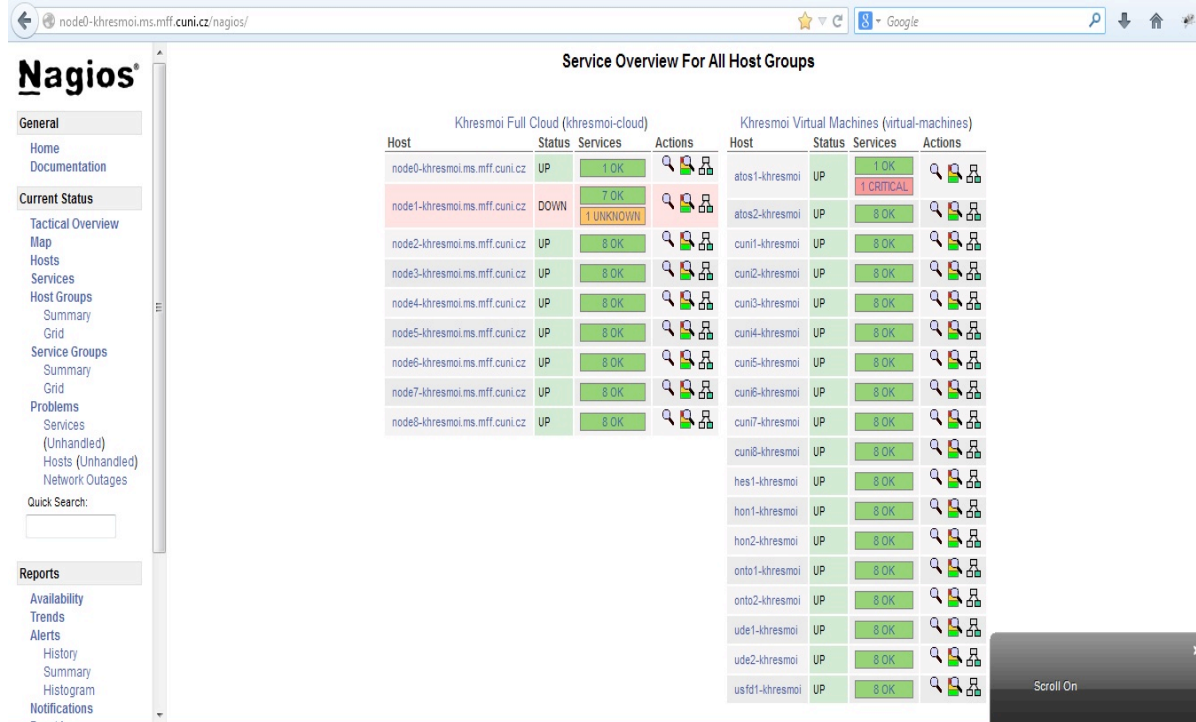 node0-khresmoi.ms.mff.cuni.cz/nagios/
Google
Nagios®
General
Home
Documentation
Current Status
Tactical Overview
Map
Hosts
Services
Host Groups
Summary
Grid
Service Groups
Summary
Grid
Problems
Services
(Unhandled)
Hosts (Unhandled)
Network Outages
Quick Search:
Reports
Availability
Trends
Alerts
History
Summary
Histogram
Notifications
Service Overview For All Host Groups
Khresmoi Full Cloud (khresmoi-cloud)
Host Status Services Actions
node0-khresmoi.ms.mff.cuni.cz UP 1 OK
node1-khresmoi.ms.mff.cuni.cz DOWN 7 OK
1 UNKNOWN
node2-khresmoi.ms.mff.cuni.cz UP 8 OK
node3-khresmoi.ms.mff.cuni.cz UP 8 OK
node4-khresmoi.ms.mff.cuni.cz UP 8 OK
node5-khresmoi.ms.mff.cuni.cz UP 8 OK
node6-khresmoi.ms.mff.cuni.cz UP 8 OK
node7-khresmoi.ms.mff.cuni.cz UP 8 OK
node8-khresmoi.ms.mff.cuni.cz UP 8 OK
Khresmoi Virtual Machines (virtual-machines)
Host Status Services Actions
atos1-khresmoi UP 1 OK
1 CRITICAL
atos2-khresmoi UP 8 OK
cuni1-khresmoi UP 8 OK
cuni2-khresmoi UP 8 OK
cuni3-khresmoi UP 8 OK
cuni4-khresmoi UP 8 OK
cuni5-khresmoi UP 8 OK
cuni6-khresmoi UP 8 OK
cuni7-khresmoi UP 8 OK
cuni8-khresmoi UP 8 OK
hes1-khresmoi UP 8 OK
hon1-khresmoi UP 8 OK
hon2-khresmoi UP 8 OK
onto1-khresmoi UP 8 OK
onto2-khresmoi UP 8 OK
ude1-khresmoi UP 8 OK
ude2-khresmoi UP 8 OK
usfd1-khresmoi UP 8 OK
Scroll On